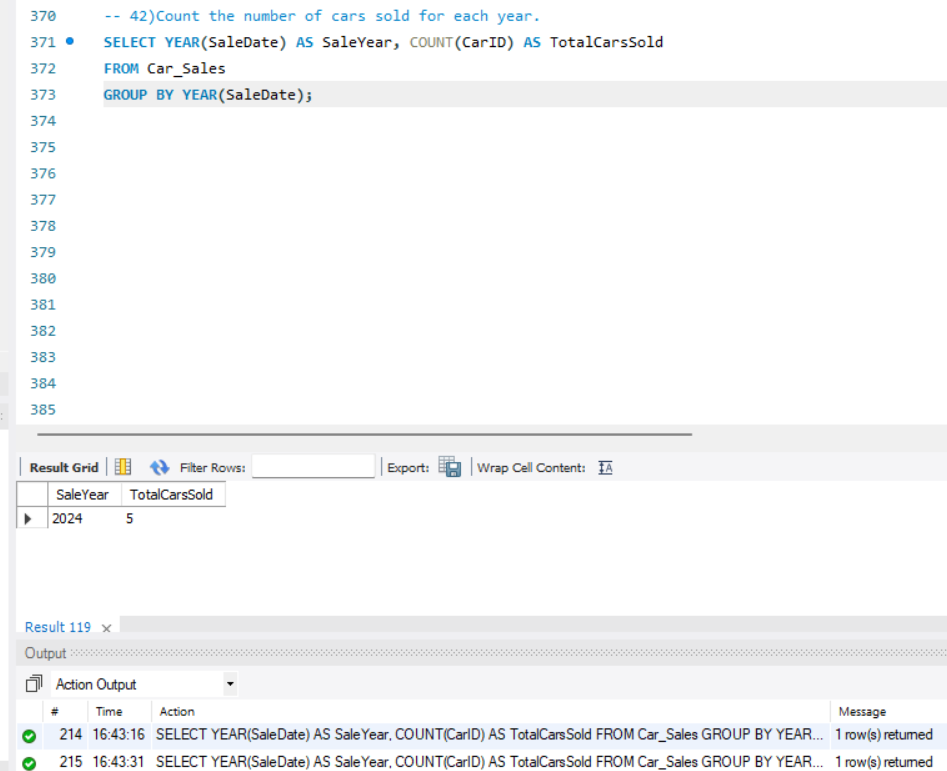 370 -- 42)Count the number of cars sold for each year.
371 SELECT YEAR(SaleDate) AS SaleYear, COUNT(CarID) AS TotalCarsSold
372 FROM Car_Sales
373 GROUP BY YEAR(SaleDate);
374
375
376
377
378
379
380
381
382
383
384
385
Result Grid Filter Rows: Export: Wrap Cell Content:
SaleYear TotalCarsSold
2024 5
Result 119
Output
Action Output
# Time Action Message
214 16:43:16 SELECT YEAR(SaleDate) AS SaleYear, COUNT(CarID) AS TotalCarsSold FROM Car_Sales GROUP BY YEAR... 1 row(s) returned
215 16:43:31 SELECT YEAR(SaleDate) AS SaleYear, COUNT(CarID) AS TotalCarsSold FROM Car_Sales GROUP BY YEAR... 1 row(s) returned